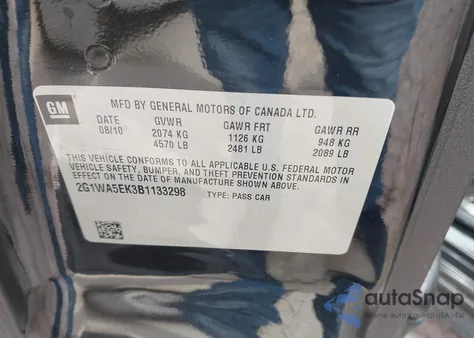 GM
MFD BY GENERAL MOTORS OF CANADA LTD.
DATE GVWR GAWR FRT GAWR RR
08/10 2074 KG 1126 KG 948 KG
4570 LB 2481 LB 2089 LB
THIS VEHICLE CONFORMS TO ALL APPLICABLE U.S. FEDERAL MOTOR
VEHICLE SAFETY, BUMPER, AND THEFT PREVENTION STANDARDS IN
EFFECT ON THE DATE OF MANUFACTURE SHOWN ABOVE.
2G1WA5EK3B1133298 TYPE: PASS CAR
autoSnap
USA i EU